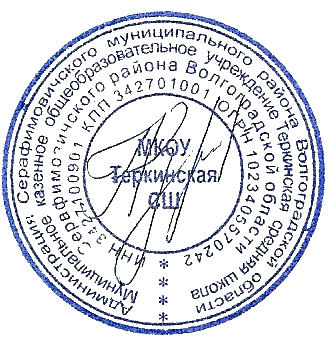 Администрация Серафимовичского муниципального района Волгоградской области
Муниципальное казенное общеобразовательное учреждение Теркинская средняя школа
Серафимовичского района Волгоградской области
ИНН 3427100901 КПП 342701001 ОГРН 1023405570242
МКОУ
Теркинская
СШ